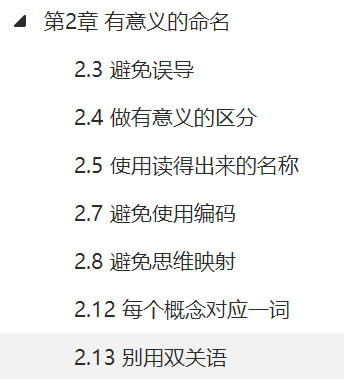 第2章 有意义的命名
2.3 避免误导
2.4 做有意义的区分
2.5 使用读得出来的名称
2.7 避免使用编码
2.8 避免思维映射
2.12 每个概念对应一词
2.13 别用双关语